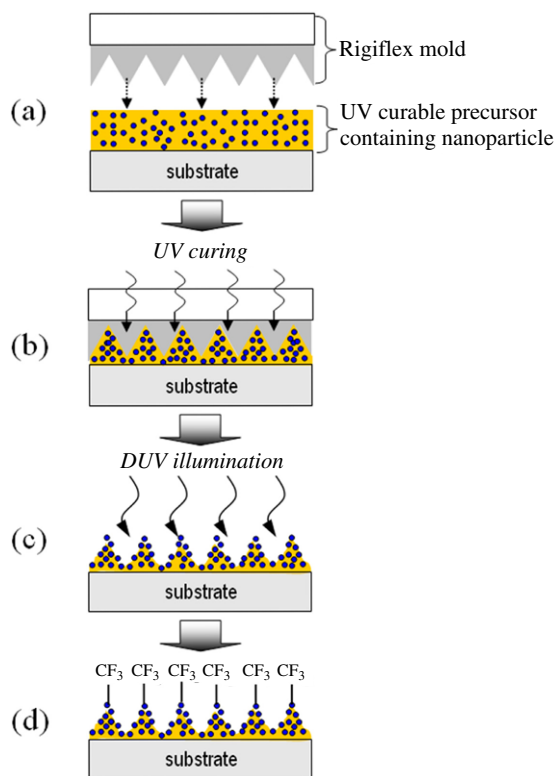 Rigiflex mold
(a)
UV curable precursor
containing nanoparticle
substrate
UV curing
(b)
substrate
DUV illumination
(c)
substrate
CF3 CF3 CF3 CF3 CF3 CF3
(d)
substrate